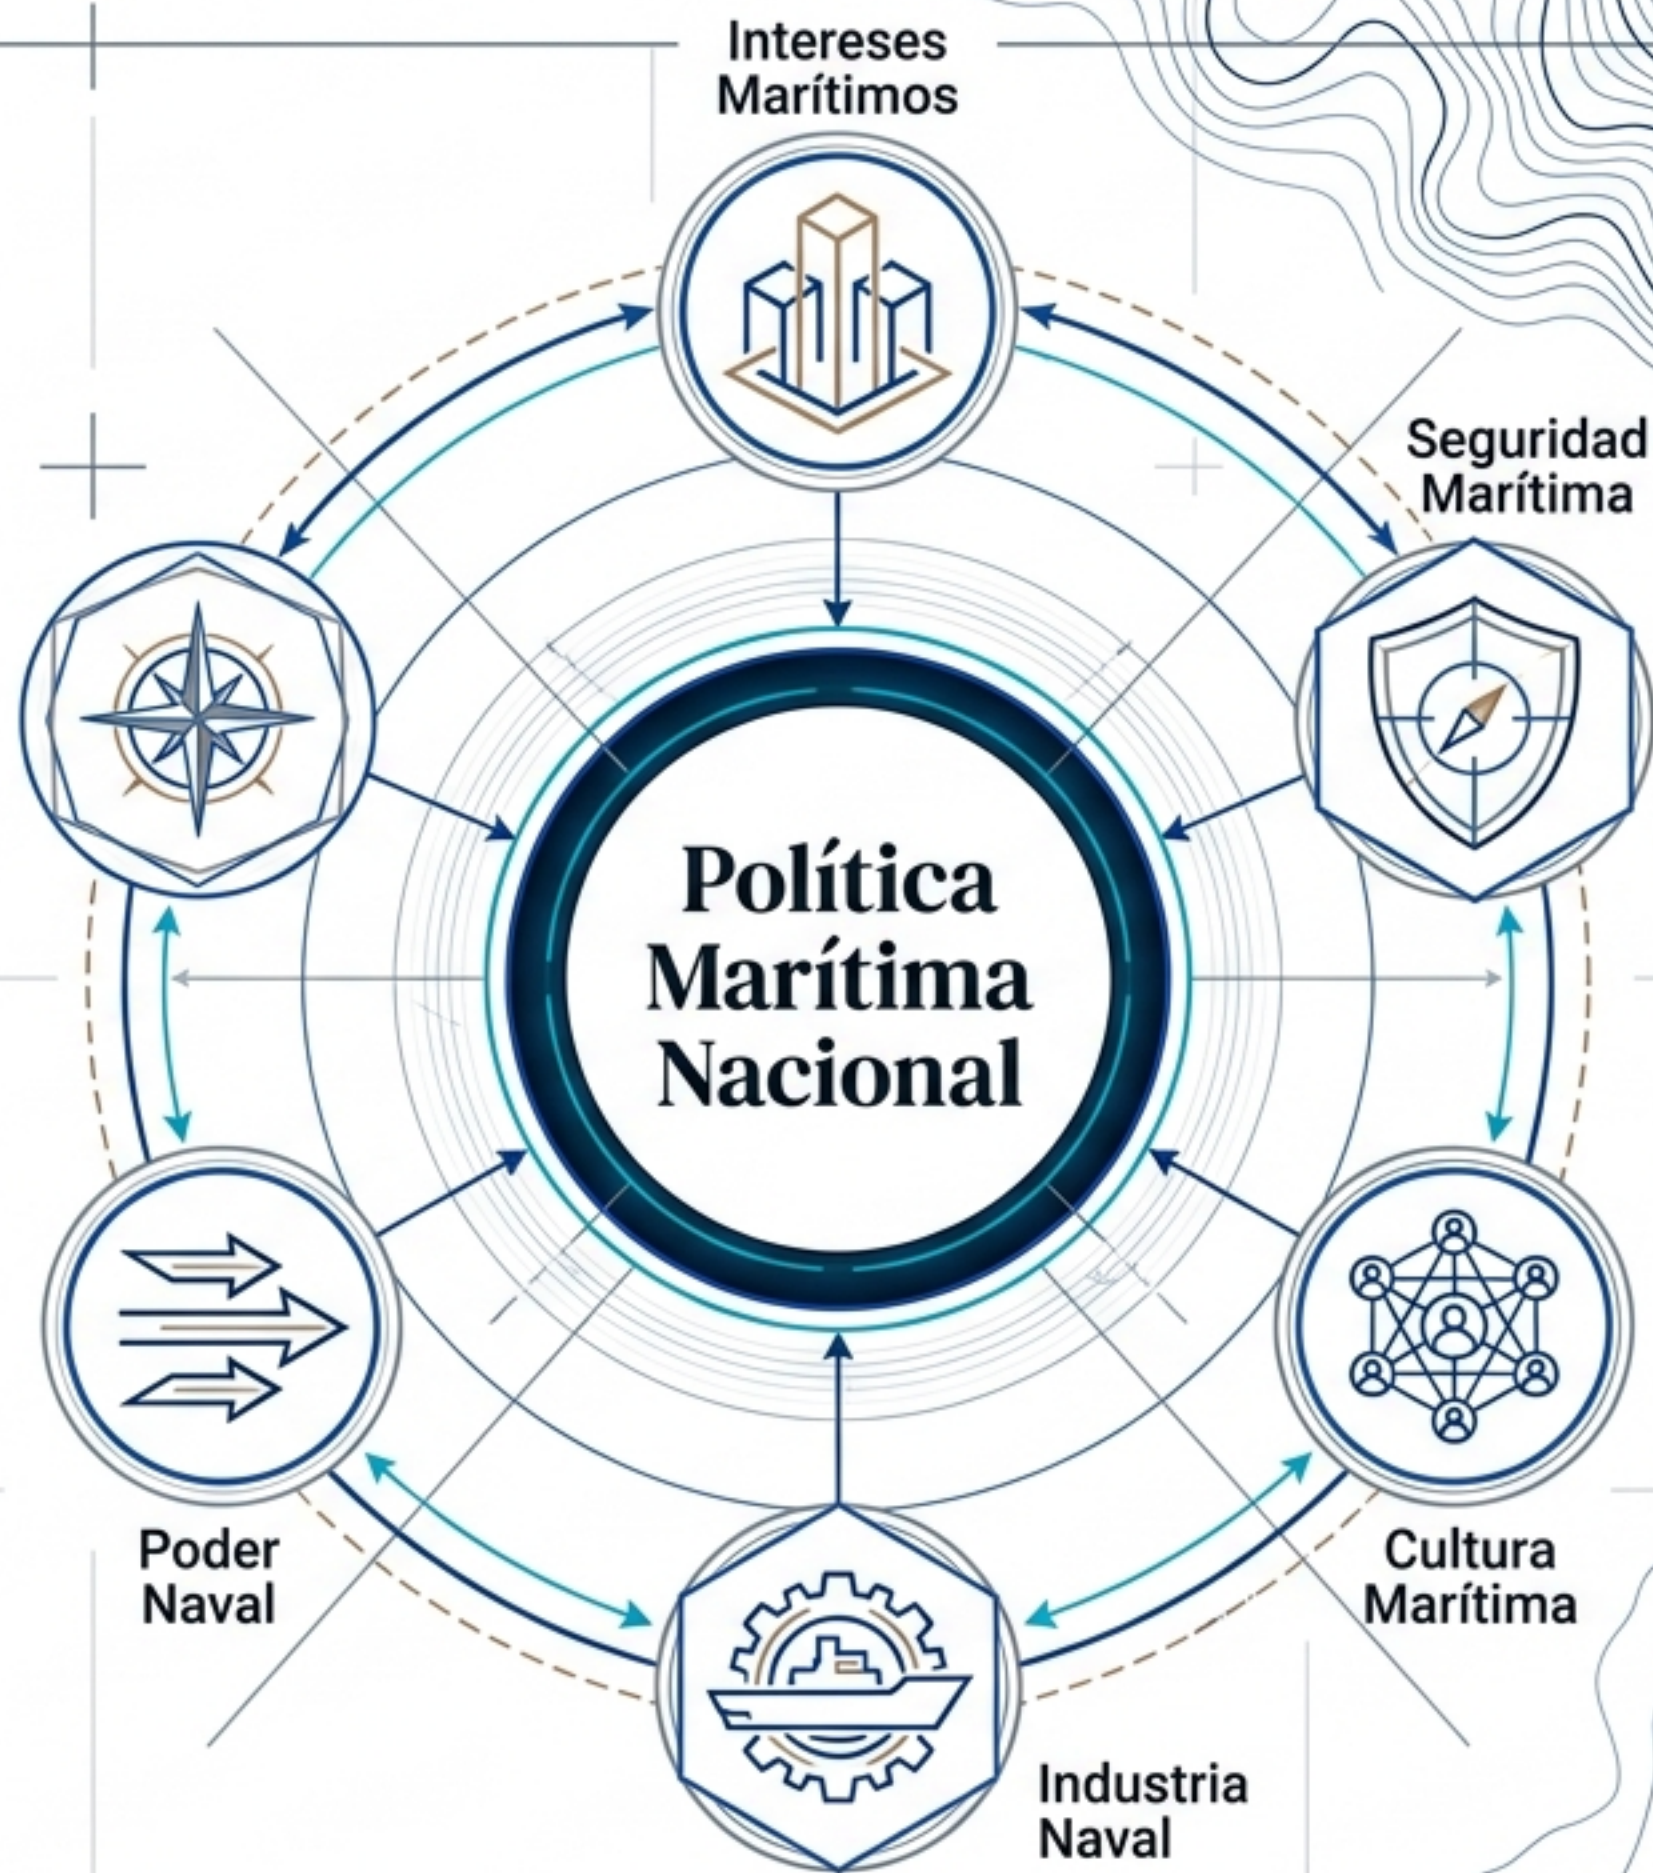 Intereses
Marítimos
Seguridad
Marítima
Política
Marítima
Nacional
Poder
Naval
Cultura
Marítima
Industria
Naval